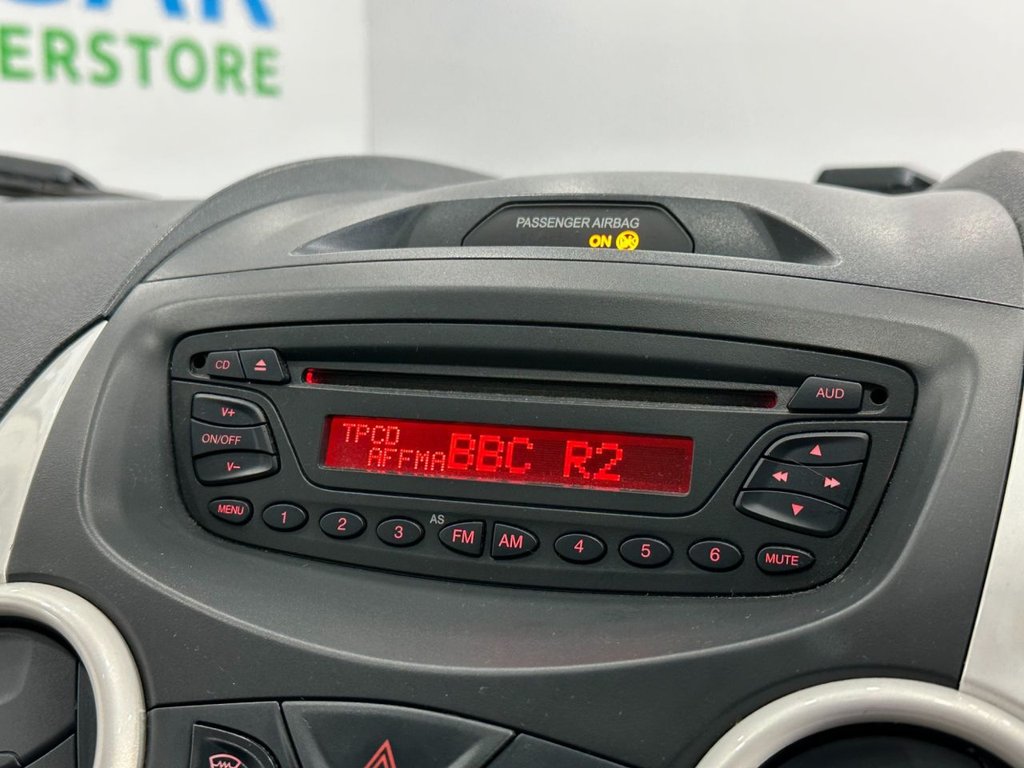 CAR
ERSTORE
PASSENGER AIRBAG
ON
CD
AUD
V+
ON/OFF
V-
TPCD
AFFMA BBC R2
MENU 1 2 3 AS FM AM 4 5 6 MUTE